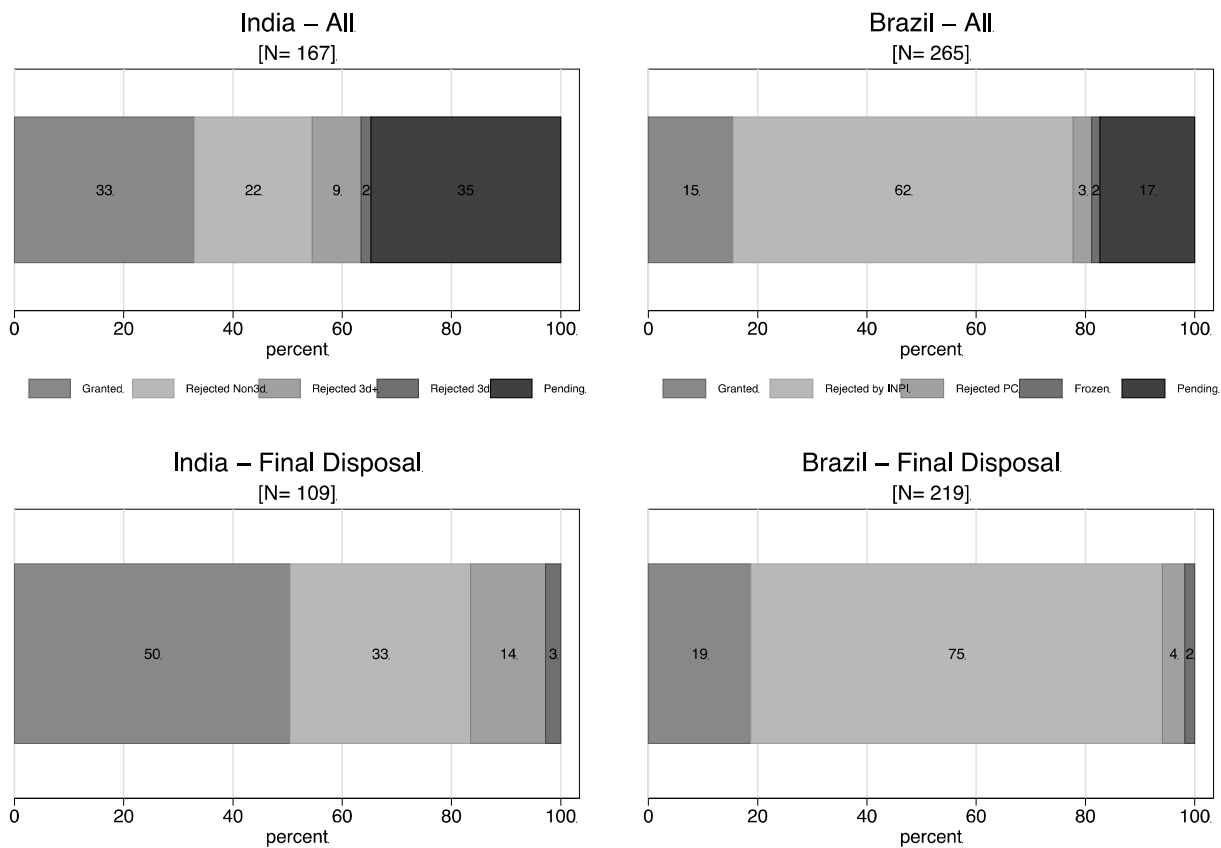 India – All
[N= 167]
33 22 9 2 35
0 20 40 60 80 100
percent
Granted Rejected Non3d Rejected 3d+ Rejected 3d Pending
Brazil – All
[N= 265]
15 62 3 2 17
0 20 40 60 80 100
percent
Granted Rejected by INPI Rejected PC Frozen Pending
India – Final Disposal
[N= 109]
50 33 14 3
0 20 40 60 80 100
percent
Brazil – Final Disposal
[N= 219]
19 75 4 2
0 20 40 60 80 100
percent